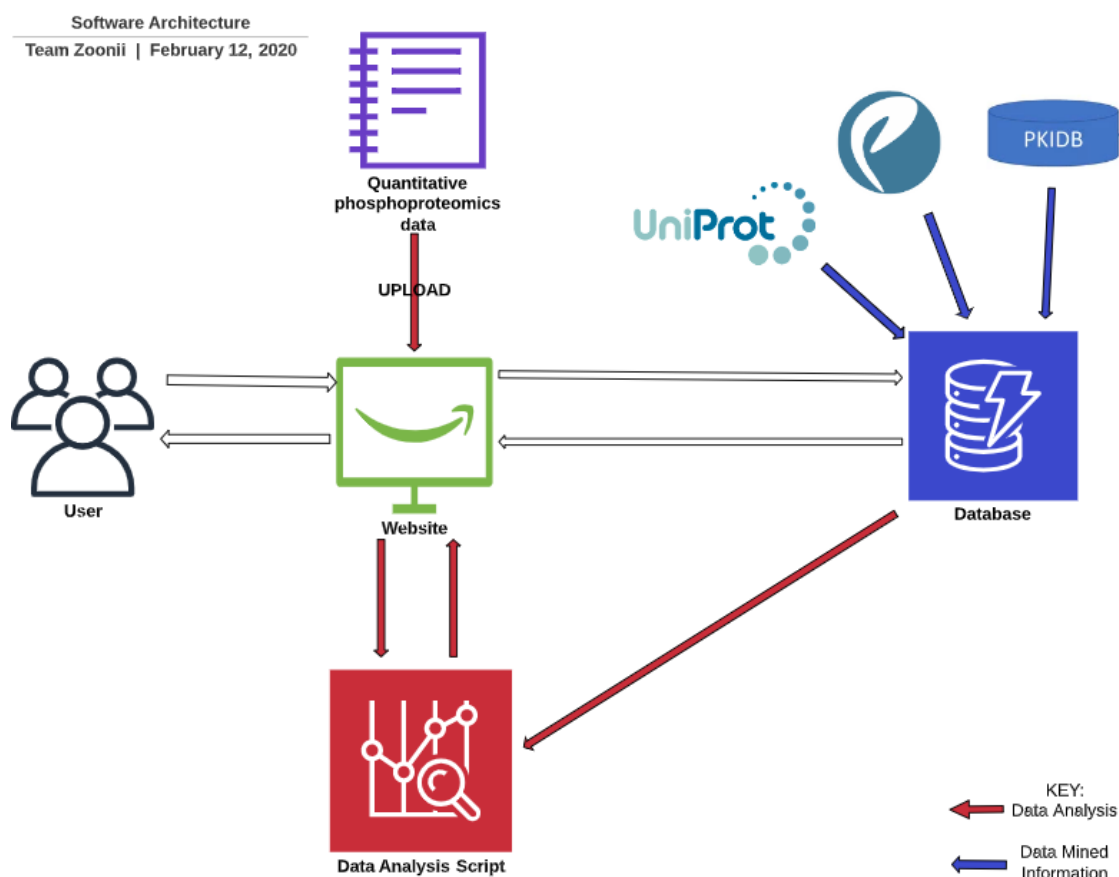 Software Architecture
Team Zoonii | February 12, 2020
Quantitative
phosphoproteomics
data
UPLOAD
UniProt
PKIDB
User
Website
Database
Data Analysis Script
KEY:
Data Analysis
Data Mined
Information